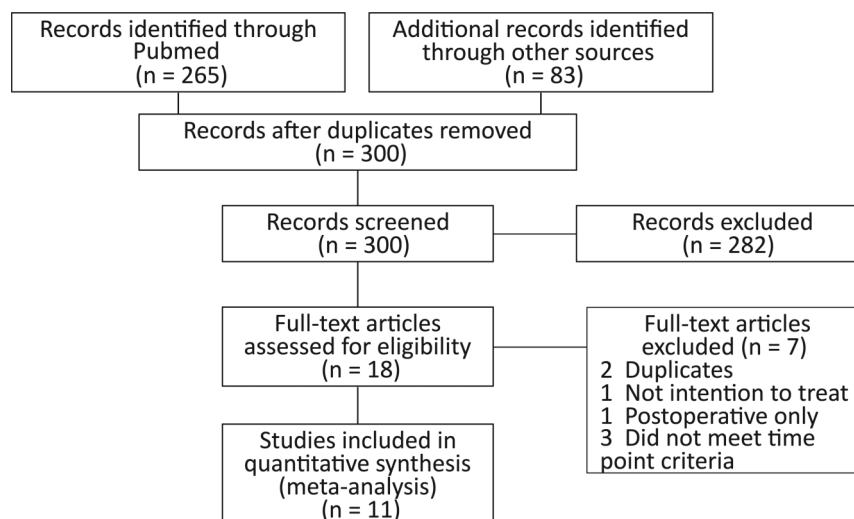 Records identified through
Pubmed
(n = 265)
Additional records identified
through other sources
(n = 83)
Records after duplicates removed
(n = 300)
Records screened
(n = 300)
Records excluded
(n = 282)
Full-text articles
assessed for eligibility
(n = 18)
Full-text articles
excluded (n = 7)
2 Duplicates
1 Not intention to treat
1 Postoperative only
3 Did not meet time
point criteria
Studies included in
quantitative synthesis
(meta-analysis)
(n = 11)